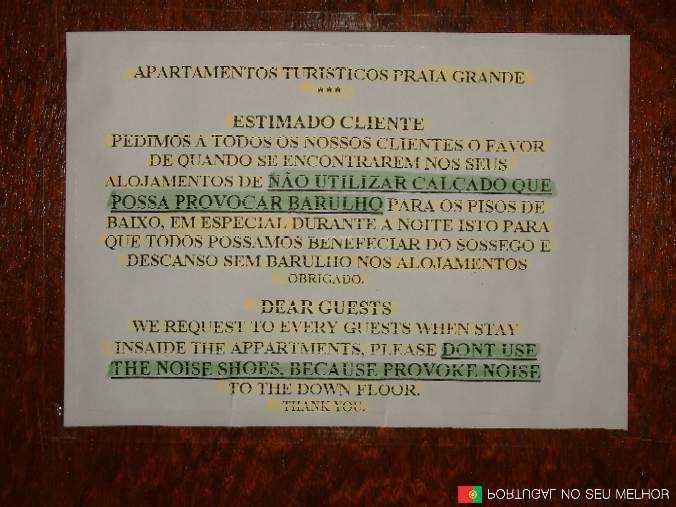 APARTAMENTOS TURISTICOS PRAIA GRANDE
***
ESTIMADO CLIENTE
PEDIMOS A TODOS OS NOSSOS CLIENTES O FAVOR
DE QUANDO SE ENCONTRAREM NOS SEUS
ALOJAMENTOS DE NÃO UTILIZAR CALÇADO QUE
POSSA PROVOCAR BARULHO PARA OS PISOS DE
BAIXO, EM ESPECIAL DURANTE A NOITE ISTO PARA
QUE TODOS POSSAMOS BENEFECIAR DO SOSSEGO E
DESCANSO SEM BARULHO NOS ALOJAMENTOS
OBRIGADO.
DEAR GUESTS
WE REQUEST TO EVERY GUESTS WHEN STAY
INSAIDE THE APPARTMENTS, PLEASE DONT USE
THE NOISE SHOES, BECAUSE PROVOKE NOISE
TO THE DOWN FLOOR.
THANK YOU.
PORTUGAL NO SEU MELHOR